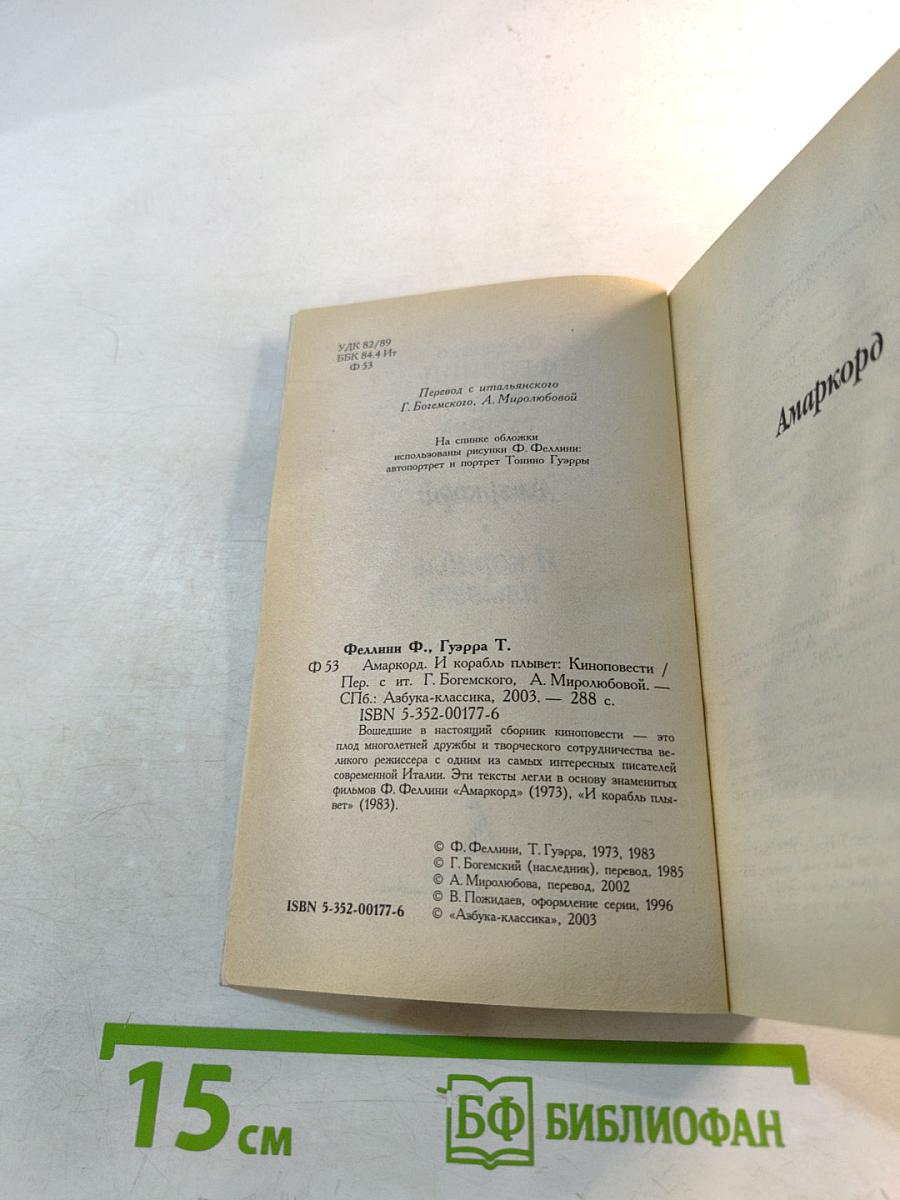 УДК 82/89
ББК 84.4 Ит
Ф 53
Перевод с итальянского
Г. Богемского, А. Миролюбовой
На спинке обложки
использованы рисунки Ф. Феллини:
автопортрет и портрет Тонино Гуэрры
Феллини Ф., Гуэрра Т.
Ф 53 Амаркорд. И корабль плывет: Киноповести /
Пер. с ит. Г. Богемского, А. Миролюбовой. —
СПб.: Азбука-классика, 2003. — 288 с.
ISBN 5-352-00177-6
Вошедшие в настоящий сборник киноповести — это
плод многолетней дружбы и творческого сотрудничества ве-
ликого режиссера с одним из самых интересных писателей
современной Италии. Эти тексты легли в основу знаменитых
фильмов Ф. Феллини «Амаркорд» (1973), «И корабль плы-
вет» (1983).
© Ф. Феллини, Т. Гуэрра, 1973, 1983
© Г. Богемский (наследник), перевод, 1985
© А. Миролюбова, перевод, 2002
© В. Пожидаев, оформление серии, 1996
ISBN 5-352-00177-6 © «Азбука-классика», 2003
Амаркорд
15 см
БФ БИБЛИОФАН